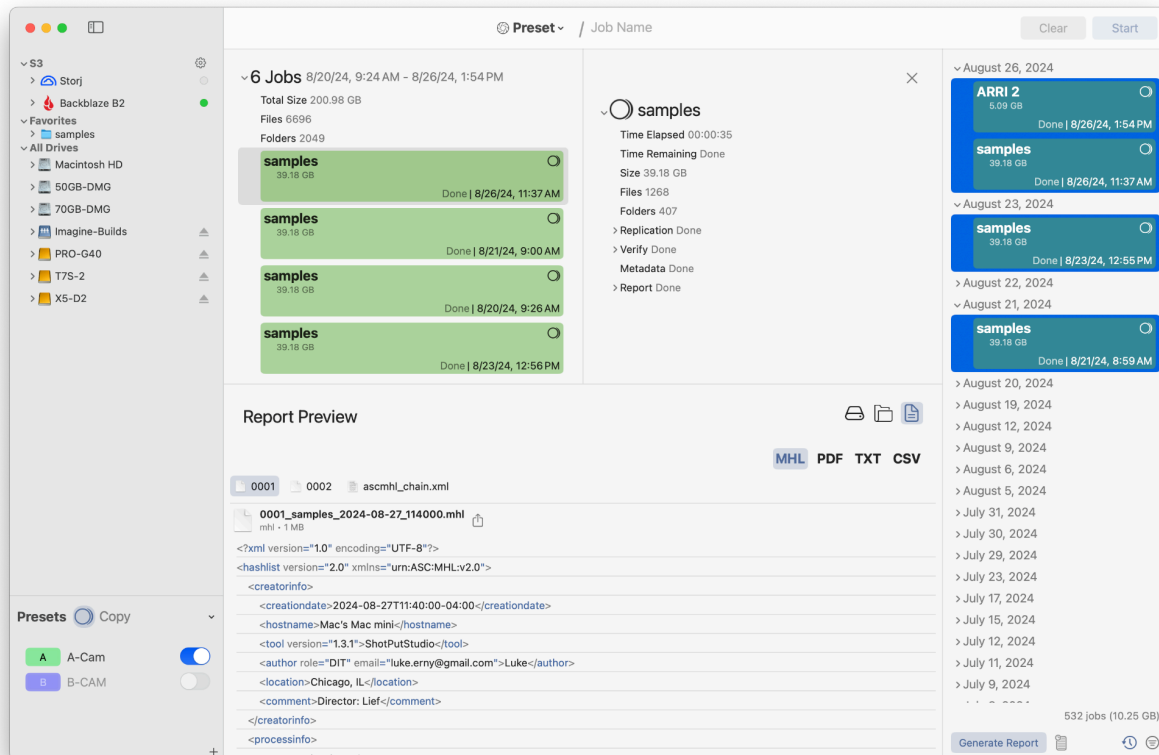 Preset
/ Job Name
Clear
Start
S3
Storj
Backblaze B2
Favorites
samples
All Drives
Macintosh HD
50GB-DMG
70GB-DMG
Imagine-Builds
PRO-G40
T7S-2
X5-D2
Presets Copy
A A-Cam
B B-CAM
+
6 Jobs 8/20/24, 9:24 AM - 8/26/24, 1:54 PM
Total Size 200.98 GB
Files 6696
Folders 2049
samples
39.18 GB
Done | 8/26/24, 11:37 AM
samples
39.18 GB
Done | 8/21/24, 9:00 AM
samples
39.18 GB
Done | 8/20/24, 9:26 AM
samples
39.18 GB
Done | 8/23/24, 12:56 PM
samples
Time Elapsed 00:00:35
Time Remaining Done
Size 39.18 GB
Files 1268
Folders 407
Replication Done
Verify Done
Metadata Done
Report Done
Report Preview
MHL PDF TXT CSV
0001 0002 ascmhl_chain.xml
0001_samples_2024-08-27_114000.mhl
mhl • 1 MB
<?xml version="1.0" encoding="UTF-8"?>
<hashlist version="2.0" xmlns="urn:ASC:MHL:v2.0">
<creatorinfo>
<creationdate>2024-08-27T11:40:00-04:00</creationdate>
<hostname>Mac's Mac mini</hostname>
<tool version="1.3.1">ShotPutStudio</tool>
<author role="DIT" email="luke.erny@gmail.com">Luke</author>
<location>Chicago, IL</location>
<comment>Director: Lief</comment>
</creatorinfo>
<processinfo>
August 26, 2024
ARRI 2
5.09 GB
Done | 8/26/24, 1:54 PM
samples
39.18 GB
Done | 8/26/24, 11:37 AM
August 23, 2024
samples
39.18 GB
Done | 8/23/24, 12:55 PM
August 22, 2024
August 21, 2024
samples
39.18 GB
Done | 8/21/24, 8:59 AM
August 20, 2024
August 19, 2024
August 12, 2024
August 9, 2024
August 6, 2024
August 5, 2024
July 31, 2024
July 30, 2024
July 29, 2024
July 23, 2024
July 17, 2024
July 15, 2024
July 12, 2024
July 11, 2024
July 9, 2024
532 jobs (10.25 GB)
Generate Report